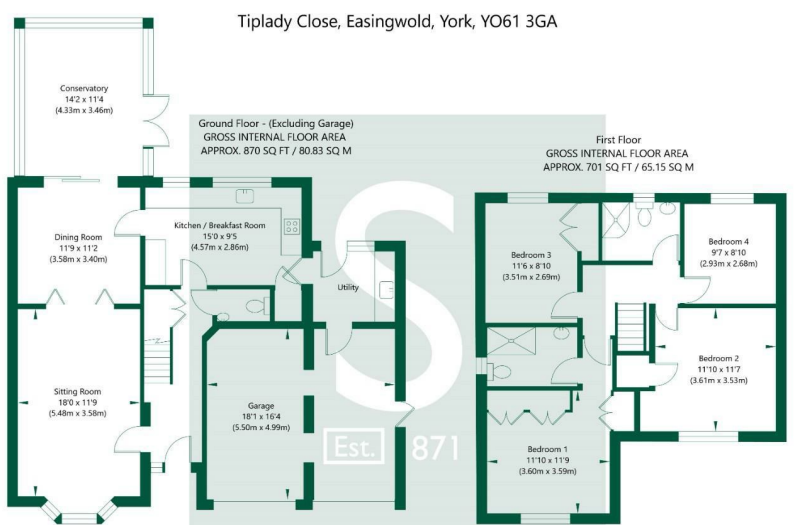 Tiplady Close, Easingwold, York, YO61 3GA
Conservatory
14'2 x 11'4
(4.33m x 3.46m)
Ground Floor - (Excluding Garage)
GROSS INTERNAL FLOOR AREA
APPROX. 870 SQ FT / 80.83 SQ M
First Floor
GROSS INTERNAL FLOOR AREA
APPROX. 701 SQ FT / 65.15 SQ M
Dining Room
11'9 x 11'2
(3.58m x 3.40m)
Kitchen / Breakfast Room
15'0 x 9'5
(4.57m x 2.86m)
Utility
Bedroom 3
11'6 x 8'10
(3.51m x 2.69m)
Bedroom 4
9'7 x 8'10
(2.93m x 2.68m)
Sitting Room
18'0 x 11'9
(5.48m x 3.58m)
Garage
18'1 x 16'4
(5.50m x 4.99m)
Bedroom 2
11'10 x 11'7
(3.61m x 3.53m)
Bedroom 1
11'10 x 11'9
(3.60m x 3.59m)
S
Est. 1871